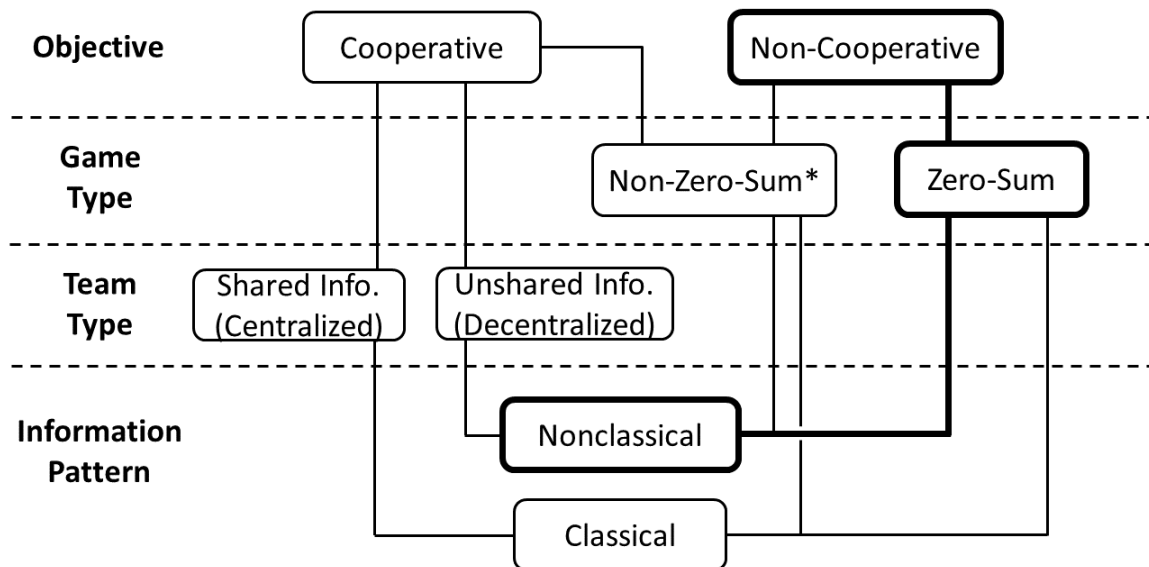 Objective
Cooperative
Non-Cooperative
Game
Type
Non-Zero-Sum*
Zero-Sum
Team
Type
Shared Info.
(Centralized)
Unshared Info.
(Decentralized)
Information
Pattern
Nonclassical
Classical